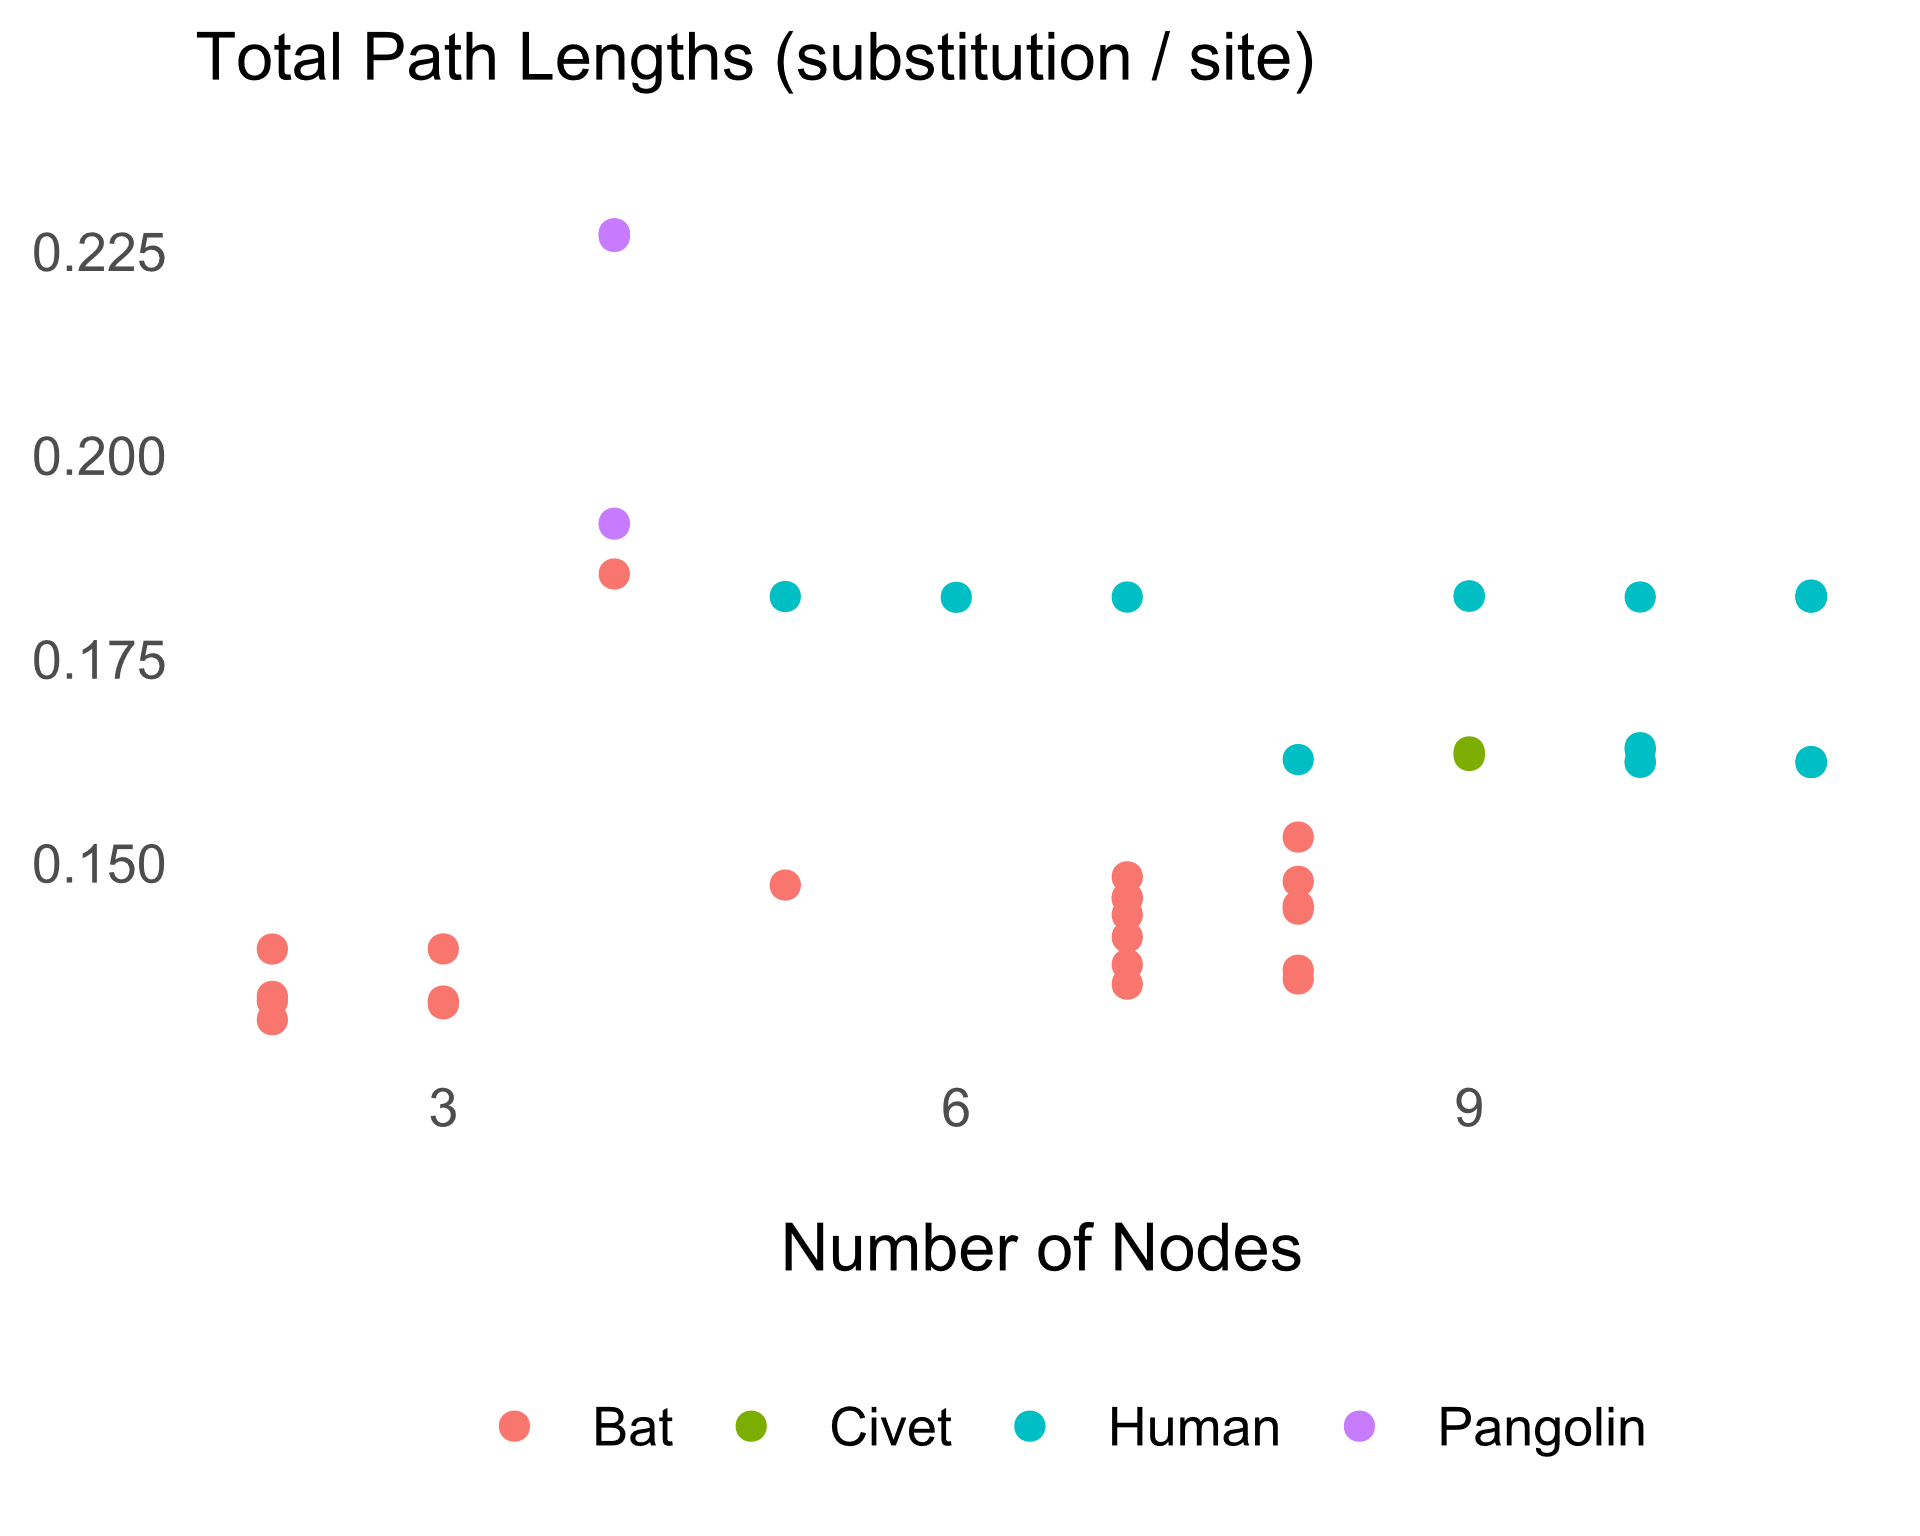 Total Path Lengths (substitution / site)
0.225
0.200
0.175
0.150
3 6 9
Number of Nodes
Bat Civet Human Pangolin